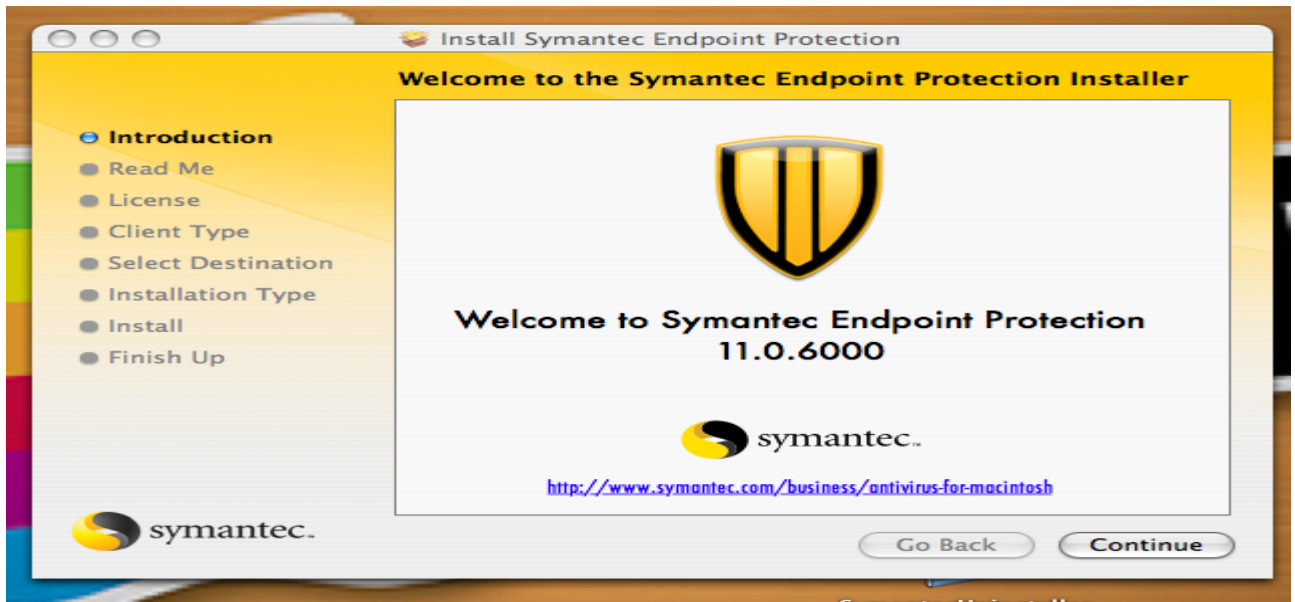 Install Symantec Endpoint Protection
Welcome to the Symantec Endpoint Protection Installer
Introduction
Read Me
License
Client Type
Select Destination
Installation Type
Install
Finish Up
Welcome to Symantec Endpoint Protection
11.0.6000
symantec™
http://www.symantec.com/business/antivirus-for-macintosh
symantec™
Go Back
Continue